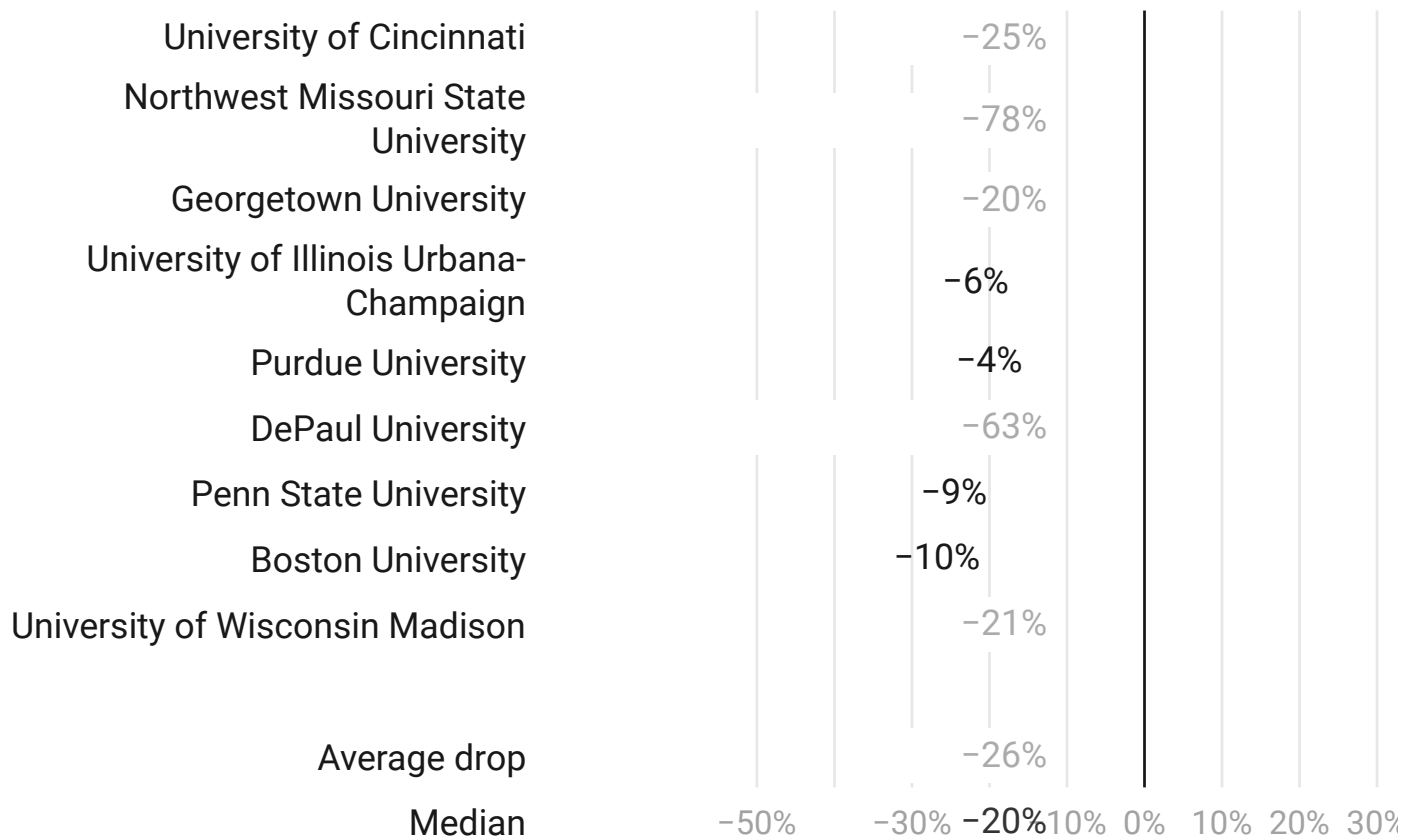 University of Cincinnati −25%
Northwest Missouri State
University −78%
Georgetown University −20%
University of Illinois Urbana-
Champaign −6%
Purdue University −4%
DePaul University −63%
Penn State University −9%
Boston University −10%
University of Wisconsin Madison −21%
Average drop −26%
Median −50% −30% −20% 10% 0% 10% 20% 30%